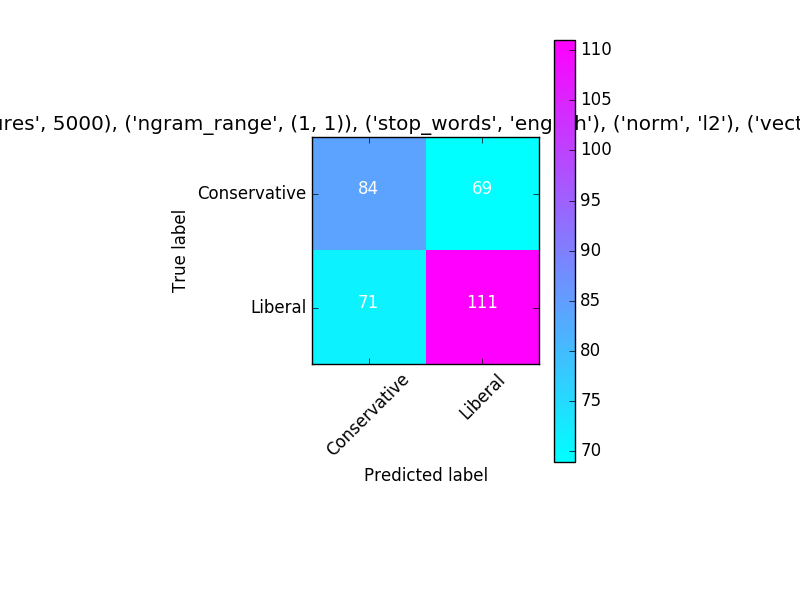 110
105
ures', 5000), ('ngram_range', (1, 1)), ('stop_words', 'english'), ('norm', 'l2'), ('vect
100
95
90
85
80
75
70
Conservative 84 69
Liberal 71 111
True label
Conservative Liberal
Predicted label